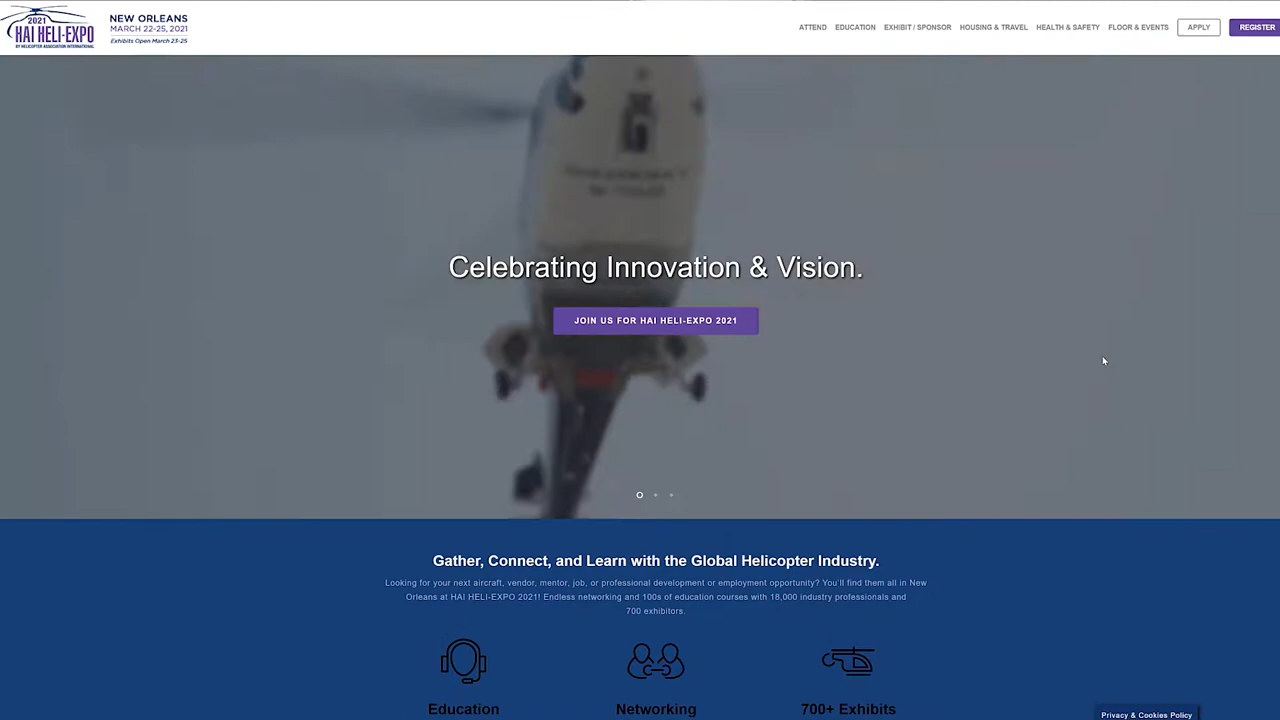 2021
HAI HELI-EXPO
BY HELICOPTER ASSOCIATION INTERNATIONAL
NEW ORLEANS
MARCH 22-25, 2021
Exhibits Open March 23-25
ATTEND EDUCATION EXHIBIT / SPONSOR HOUSING & TRAVEL HEALTH & SAFETY FLOOR & EVENTS APPLY REGISTER
Celebrating Innovation & Vision.
JOIN US FOR HAI HELI-EXPO 2021
Gather, Connect, and Learn with the Global Helicopter Industry.
Looking for your next aircraft, vendor, mentor, job, or professional development or employment opportunity? You'll find them all in New
Orleans at HAI HELI-EXPO 2021! Endless networking and 100s of education courses with 18,000 industry professionals and
700 exhibitors.
Education Networking 700+ Exhibits
Privacy & Cookies Policy